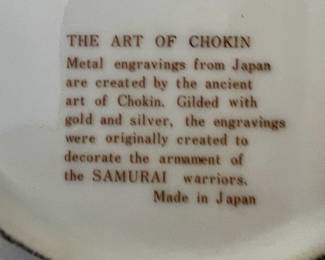 THE ART OF CHOKIN
Metal engravings from Japan
are created by the ancient
art of Chokin. Gilded with
gold and silver, the engravings
were originally created to
decorate the armament of
the SAMURAI warriors.
Made in Japan